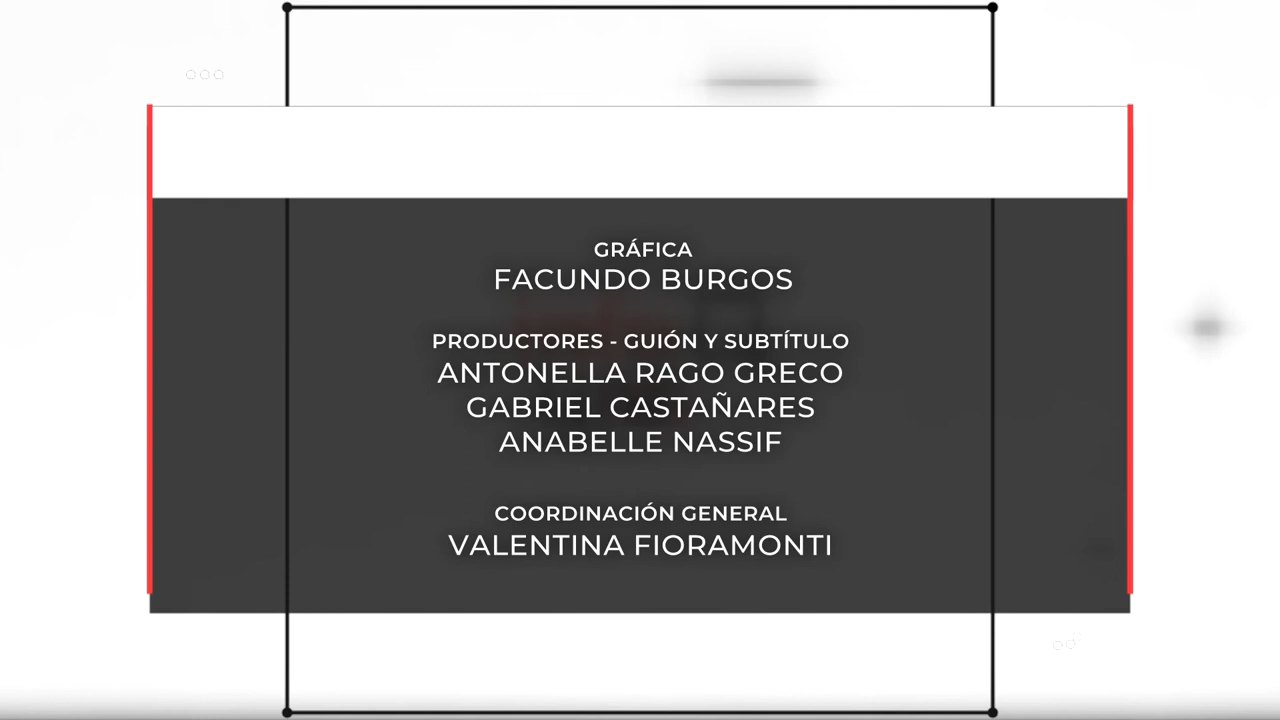 GRÁFICA
FACUNDO BURGOS
PRODUCTORES - GUIÓN Y SUBTÍTULO
ANTONELLA RAGO GRECO
GABRIEL CASTAÑARES
ANABELLE NASSIF
COORDINACIÓN GENERAL
VALENTINA FIORAMONTI